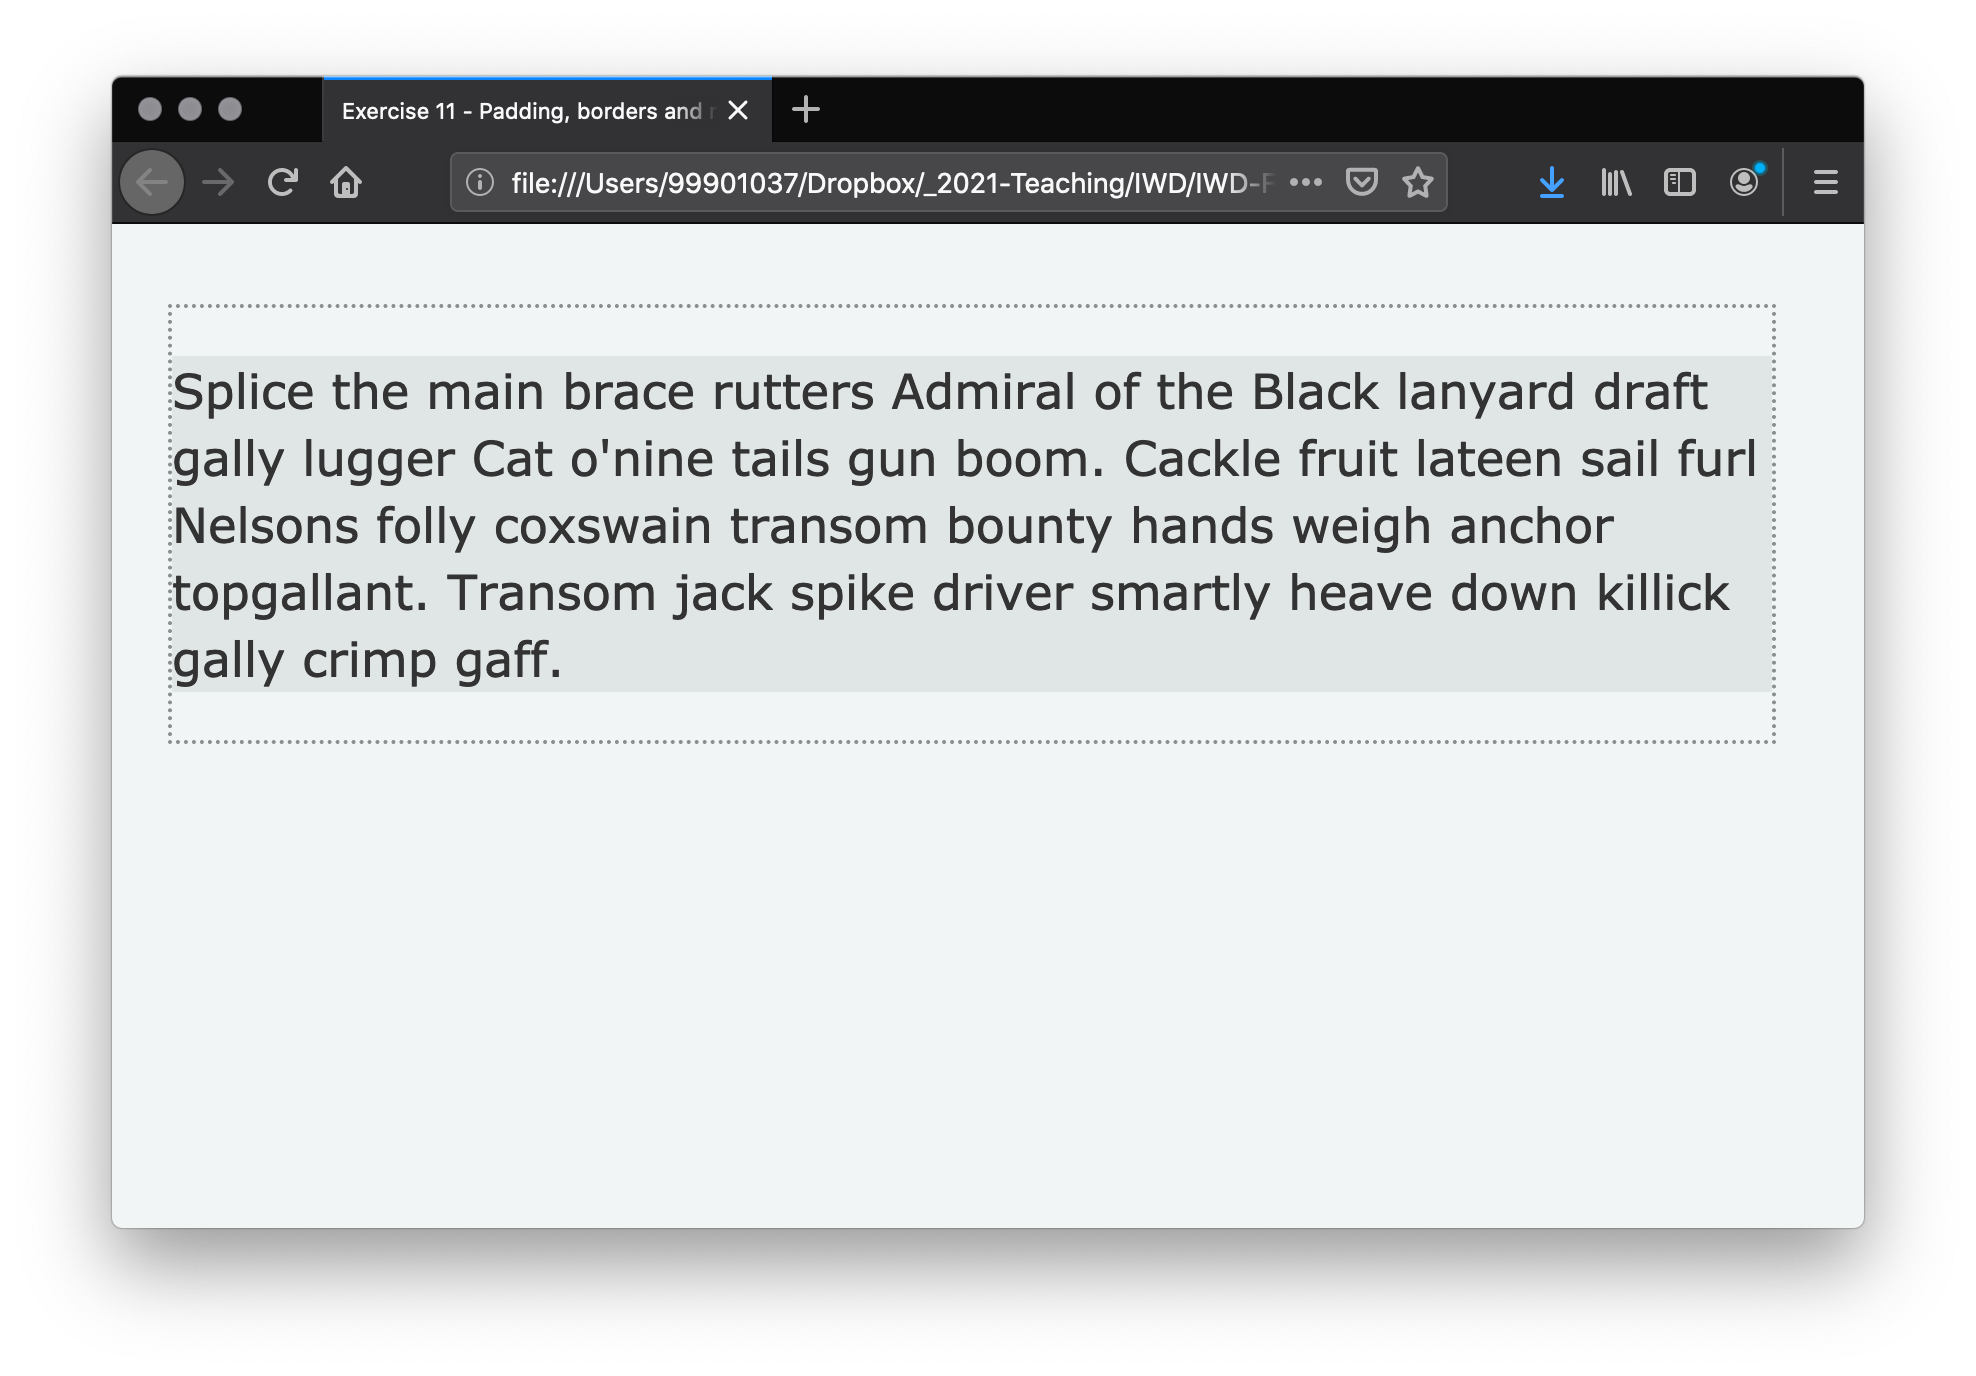 Exercise 11 - Padding, borders and
file:///Users/99901037/Dropbox/_2021-Teaching/IWD/IWD-F
Splice the main brace rutters Admiral of the Black lanyard draft
gally lugger Cat o'nine tails gun boom. Cackle fruit lateen sail furl
Nelsons folly coxswain transom bounty hands weigh anchor
topgallant. Transom jack spike driver smartly heave down killick
gally crimp gaff.